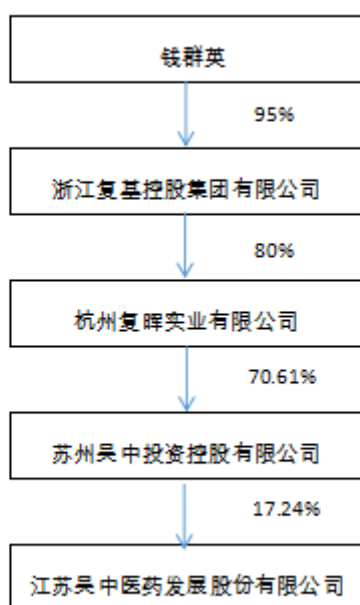 钱群英
95%
浙江复基控股集团有限公司
80%
杭州复晖实业有限公司
70.61%
苏州吴中投资控股有限公司
17.24%
江苏吴中医药发展股份有限公司